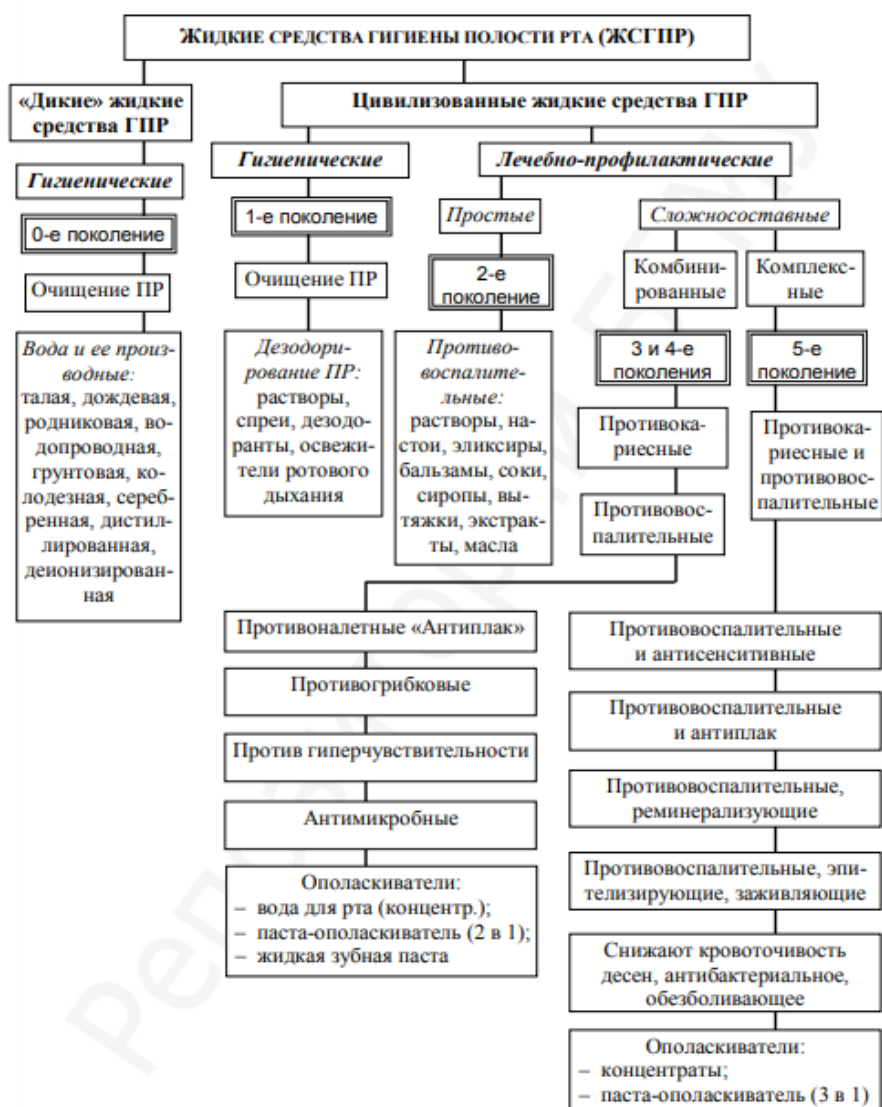 ЖИДКИЕ СРЕДСТВА ГИГИЕНЫ ПОЛОСТИ РТА (ЖСГПР)
«Дикие» жидкие
средства ГПР
Цивилизованные жидкие средства ГПР
Гигиенические
0-е поколение
Очищение ПР
Вода и ее произ-
водные:
талая, дождевая,
родниковая, во-
допроводная,
грунтовая, ко-
лодезная, сереб-
ренная, дистил-
лированная,
деионизирован-
ная
Гигиенические
1-е поколение
Очищение ПР
Дезодори-
рование ПР:
растворы,
спреи, дезодо-
ранты, освежи-
тели ротового
дыхания
Лечебно-профилактические
Простые
2-е
поколение
Противо-
воспалите-
льные:
растворы, на-
стои, эликсиры,
бальзамы, соки,
сиропы, вы-
тяжки, экстрак-
ты, масла
Сложносоставные
Комбини-
рованные
3 и 4-е
поколения
Противока-
риесные
Противовос-
палительные
Противоналетные «Антиплак»
Противогрибковые
Против гиперчувствительности
Антимикробные
Ополаскиватели:
– вода для рта (концентр.);
– паста-ополаскиватель (2 в 1);
– жидкая зубная паста
Комплекс-
ные
5-е
поколение
Противока-
риесные и
противовос-
палительные
Противовоспалительные
и антисенситивные
Противовоспалительные
и антиплак
Противовоспалительные,
реминерализующие
Противовоспалительные, эпи-
телизирующие, заживляющие
Снижают кровоточивость
десен, антибактериальное,
обезболивающее
Ополаскиватели:
– концентраты;
– паста-ополаскиватель (3 в 1)